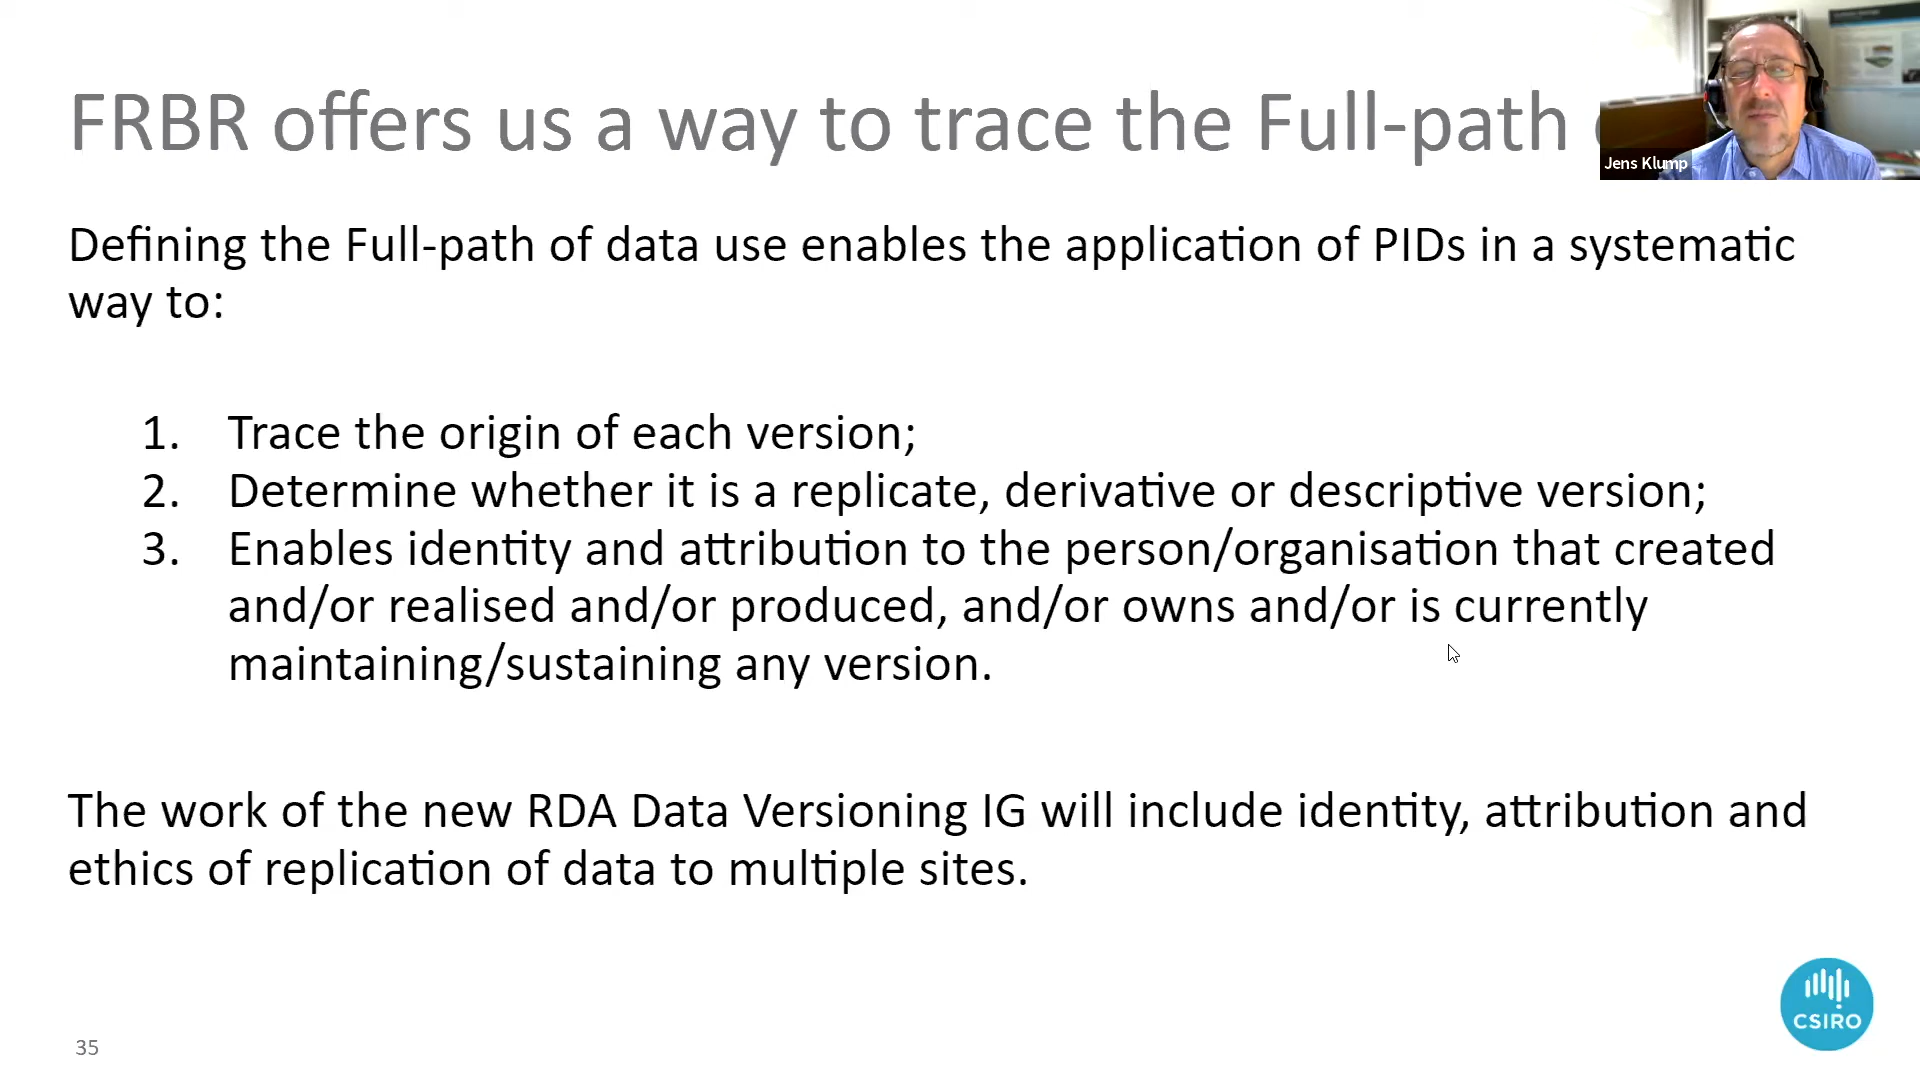 FRBR offers us a way to trace the Full-path
Jens Klump
Defining the Full-path of data use enables the application of PIDs in a systematic
way to:
1. Trace the origin of each version;
2. Determine whether it is a replicate, derivative or descriptive version;
3. Enables identity and attribution to the person/organisation that created
and/or realised and/or produced, and/or owns and/or is currently
maintaining/sustaining any version.
The work of the new RDA Data Versioning IG will include identity, attribution and
ethics of replication of data to multiple sites.
CSIRO
35